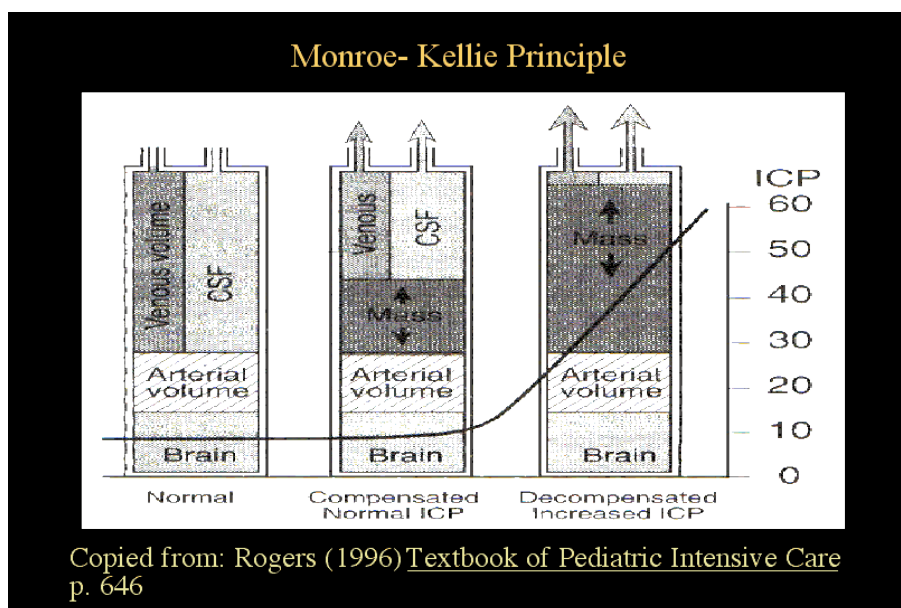 Monroe- Kellie Principle
Venous volume
CSF
Arterial
volume
Brain
Normal
Venous
CSF
Mass
Arterial
volume
Brain
Compensated
Normal ICP
Mass
Arterial
volume
Brain
Decompensated
Increased ICP
ICP
60
50
40
30
20
10
0
Copied from: Rogers (1996) Textbook of Pediatric Intensive Care
p. 646